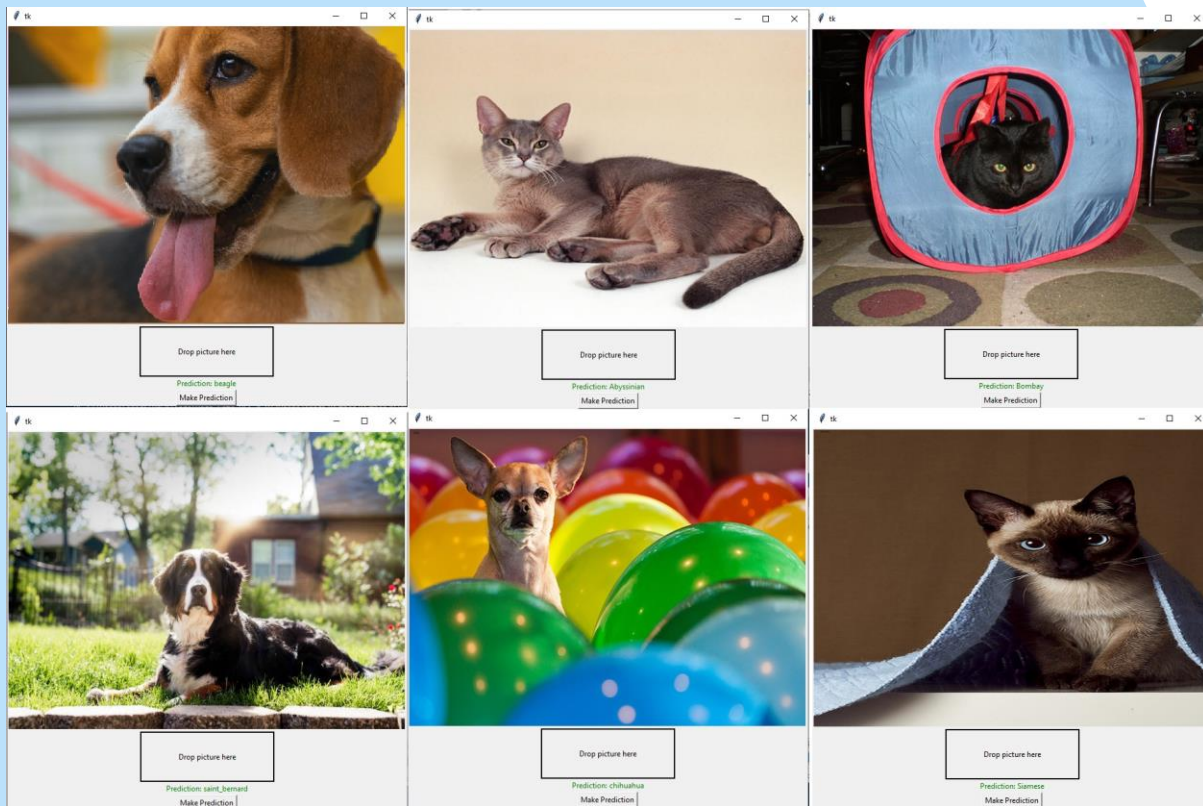 tk
Drop picture here
Prediction: beagle
Make Prediction
tk
Drop picture here
Prediction: Abyssinian
Make Prediction
tk
Drop picture here
Prediction: Bombay
Make Prediction
tk
Drop picture here
Prediction: saint_bernard
Make Prediction
tk
Drop picture here
Prediction: chihuahua
Make Prediction
tk
Drop picture here
Prediction: Siamese
Make Prediction